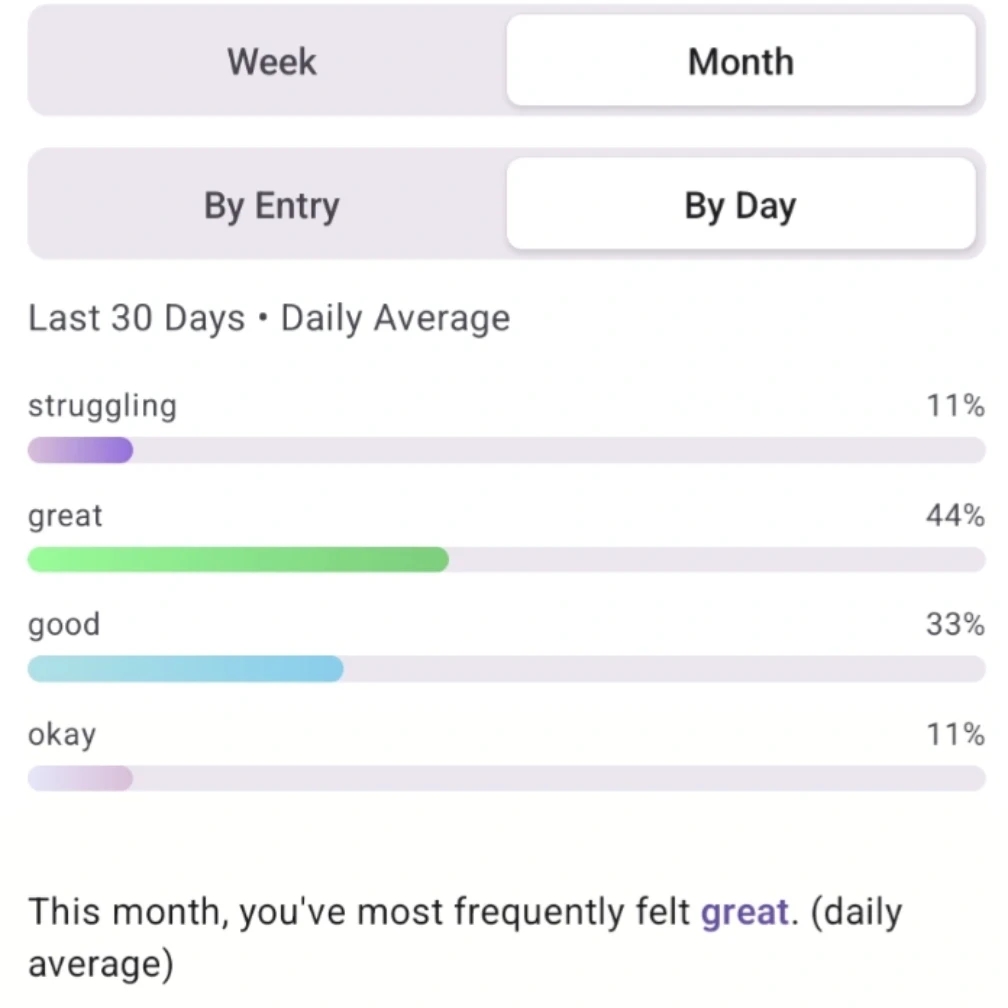 Week
Month
By Entry
By Day
Last 30 Days • Daily Average
struggling
11%
great
44%
good
33%
okay
11%
This month, you've most frequently felt great. (daily
average)